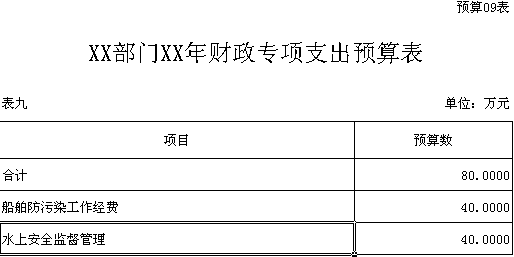 预算09表
XX部门XX年财政专项支出预算表
表九 单位：万元
项目 预算数
合计 80.0000
船舶防污染工作经费 40.0000
水上安全监督管理 40.0000